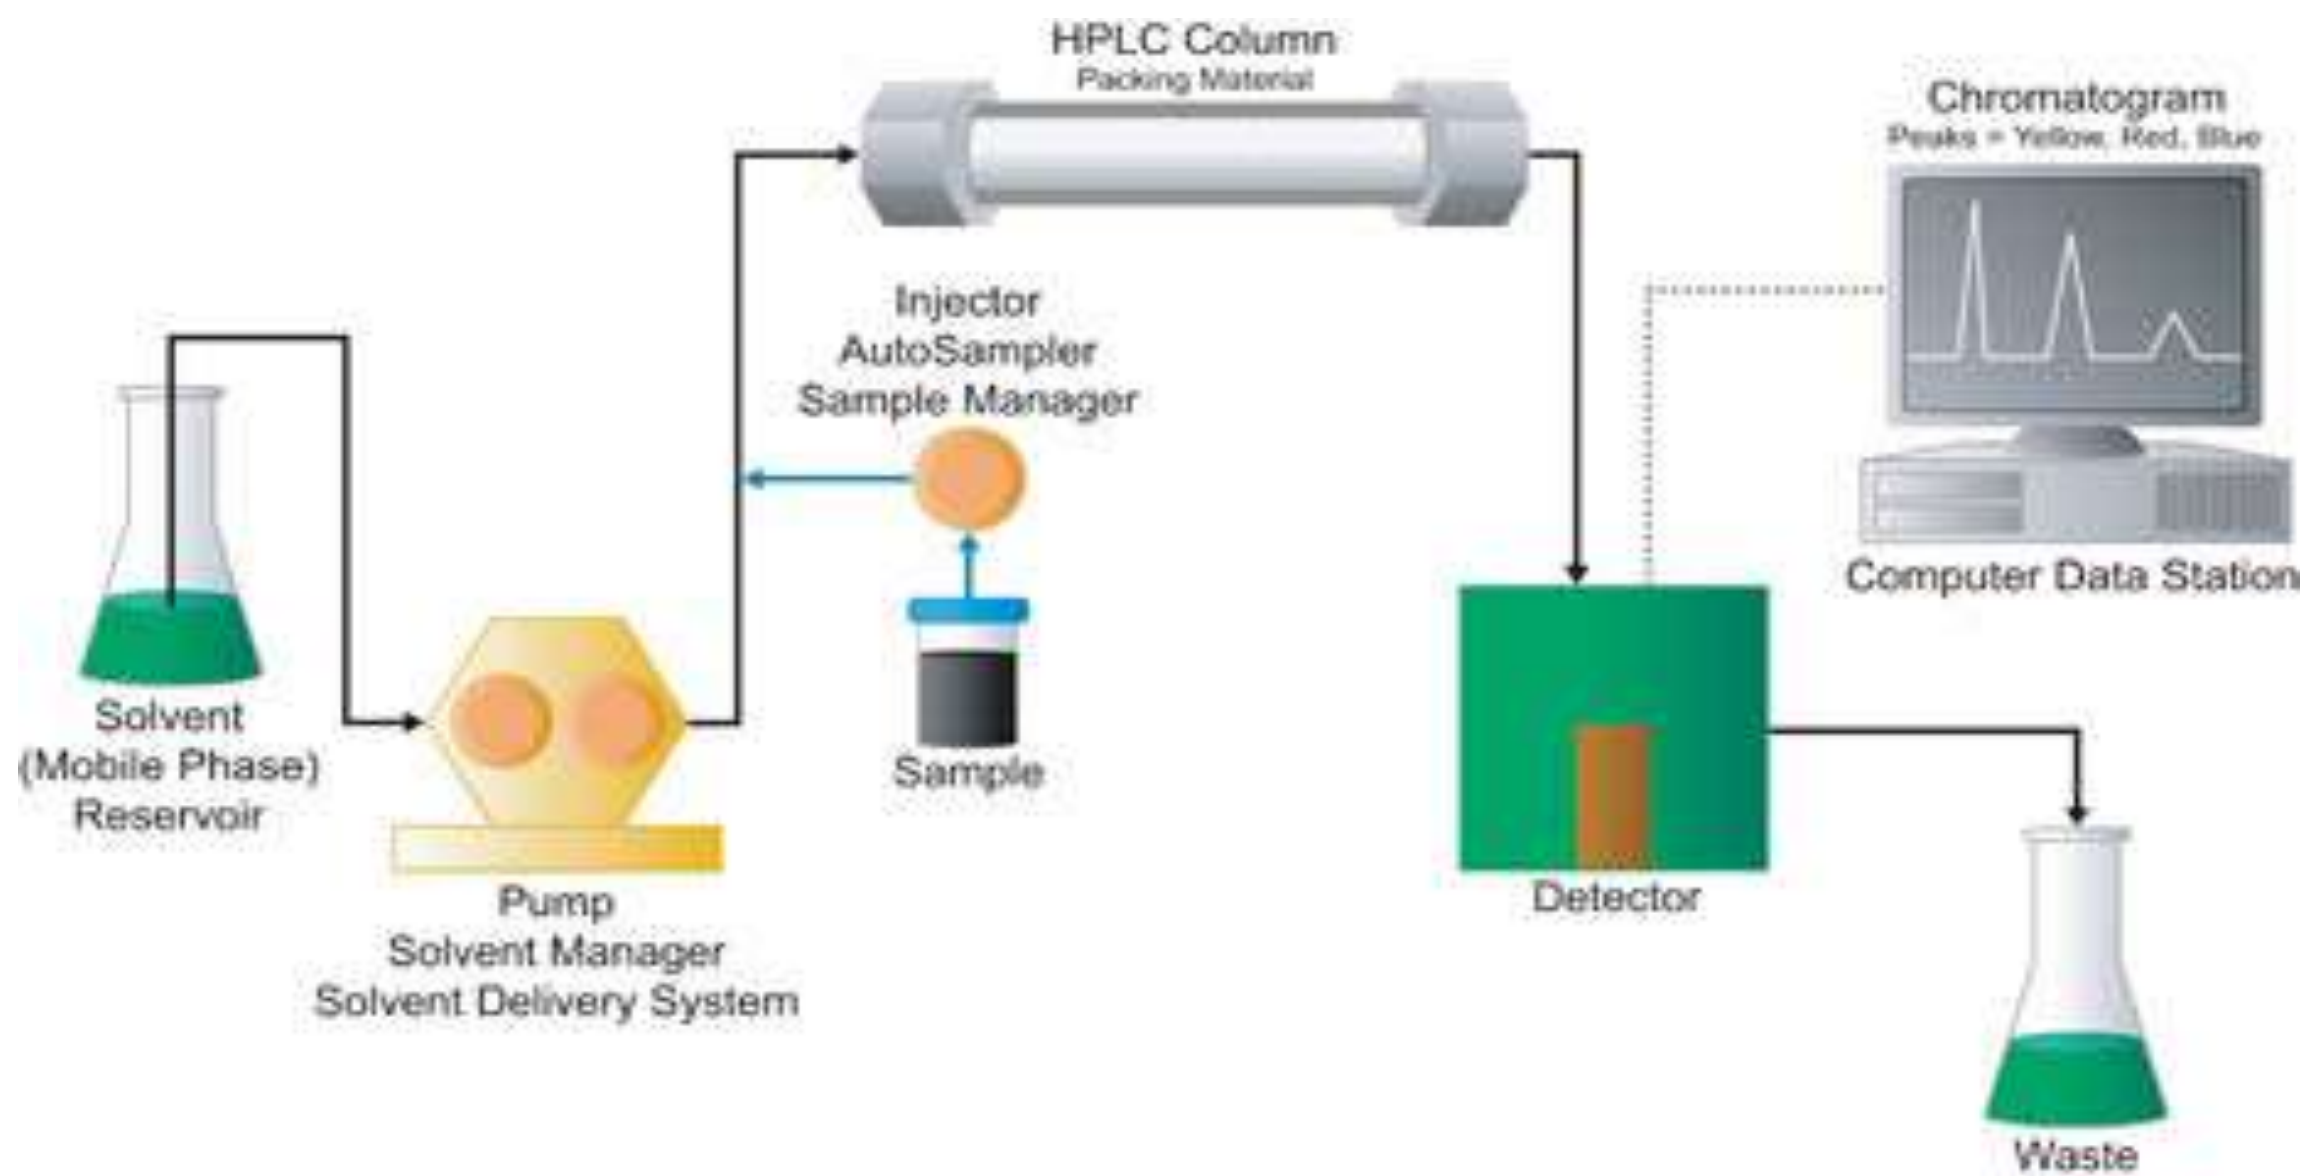 HPLC Column
Packing Material
Chromatogram
Peaks = Yellow, Red, Blue
Injector
AutoSampler
Sample Manager
Computer Data Station
Solvent
(Mobile Phase)
Reservoir
Sample
Pump
Solvent Manager
Solvent Delivery System
Detector
Waste